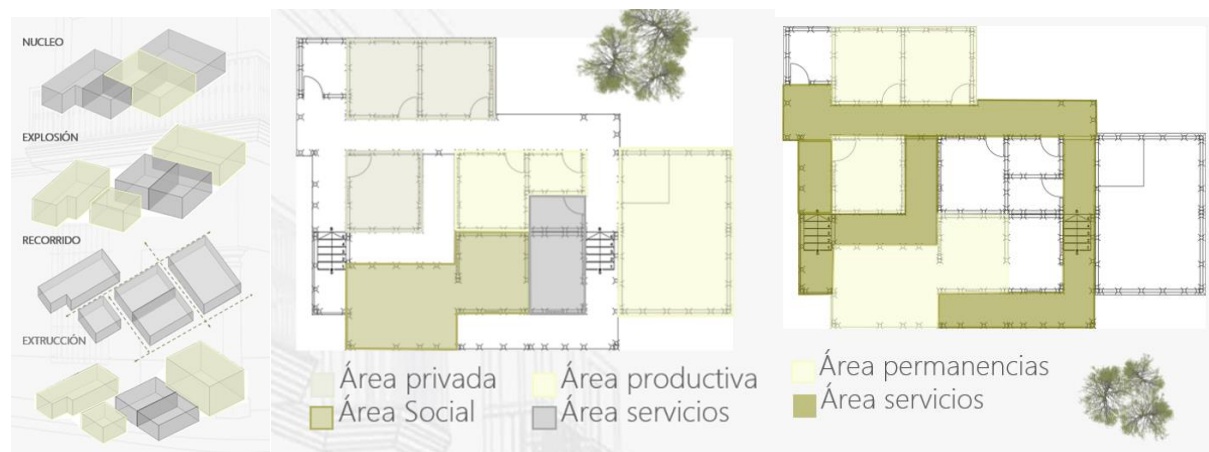 NUCLEO
EXPLOSIÓN
RECORRIDO
EXTRUCCIÓN
Área privada
Área productiva
Área Social
Área servicios
Área permanencias
Área servicios